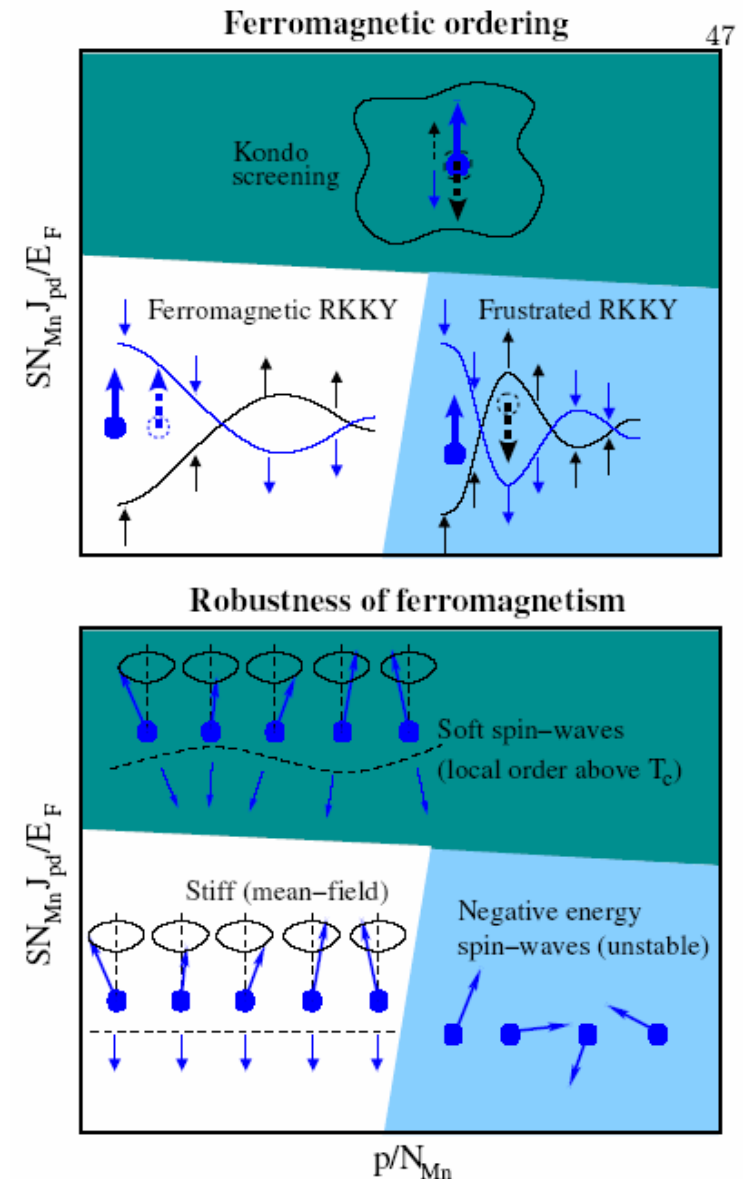 Ferromagnetic ordering
47
Kondo
screening
SN_Mn J_pd/E_F
Ferromagnetic RKKY
Frustrated RKKY
Robustness of ferromagnetism
Soft spin−waves
(local order above T_c)
SN_Mn J_pd/E_F
Stiff (mean−field)
Negative energy
spin−waves (unstable)
p/N_Mn